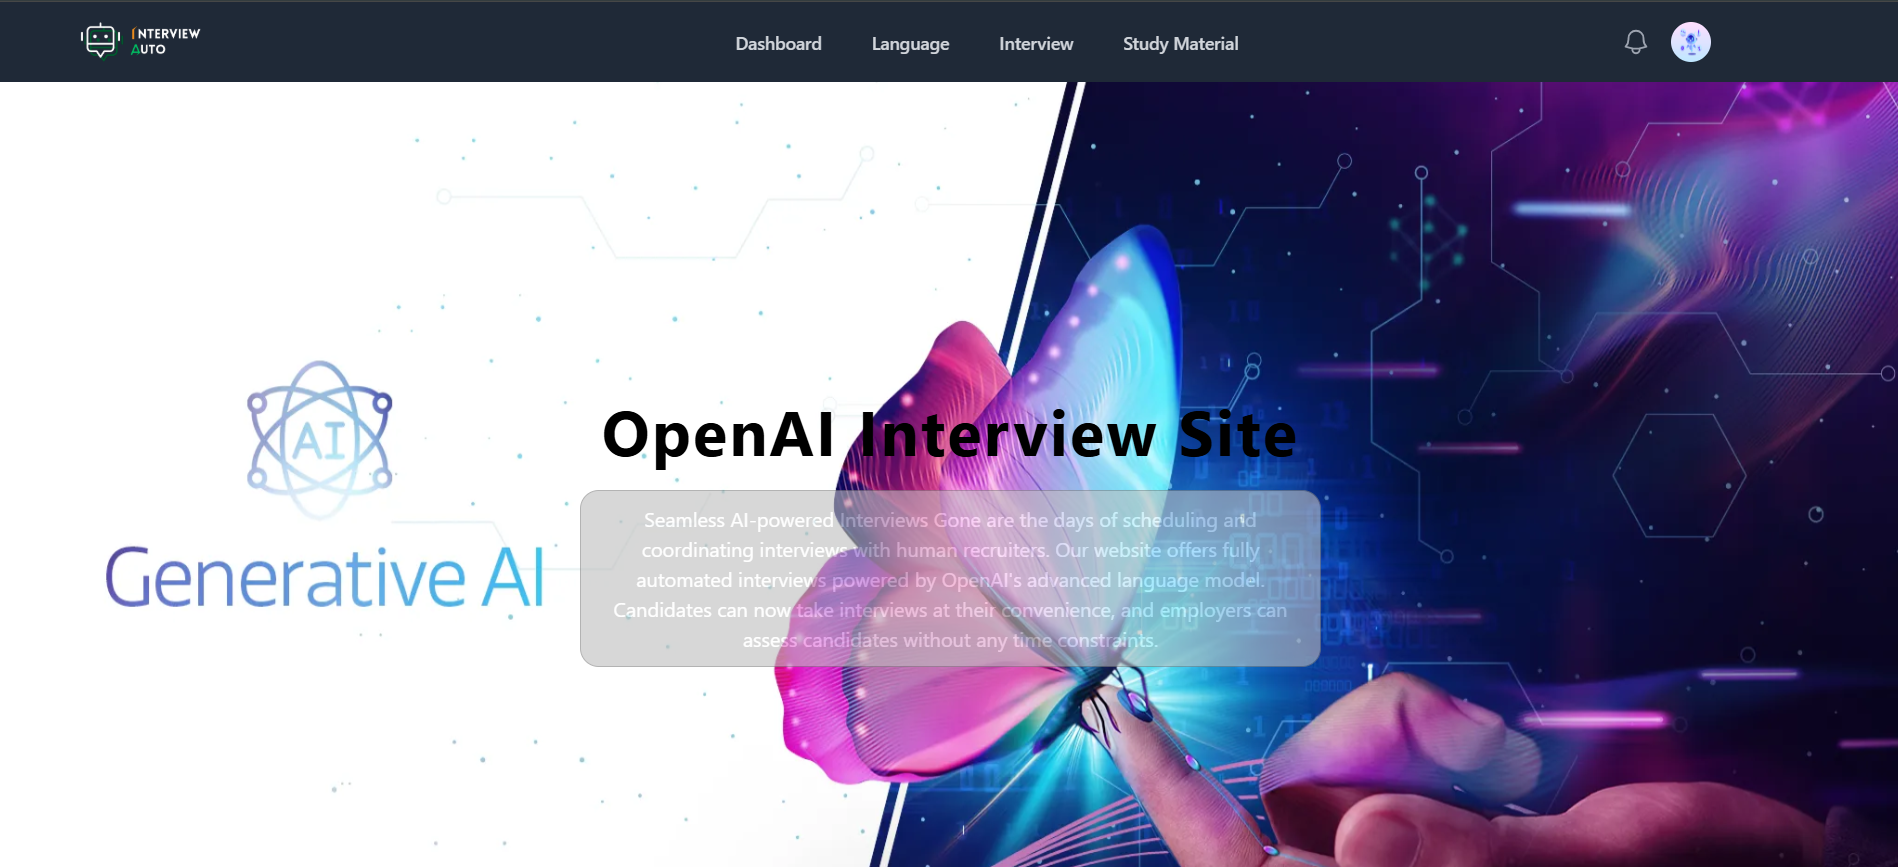 INTERVIEW
AUTO
Dashboard
Language
Interview
Study Material
AI
Generative AI
OpenAI Interview Site
Seamless AI-powered Interviews Gone are the days of scheduling and
coordinating interviews with human recruiters. Our website offers fully
automated interviews powered by OpenAI's advanced language model.
Candidates can now take interviews at their convenience, and employers can
assess candidates without any time constraints.